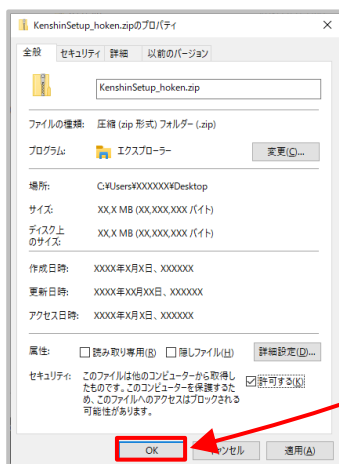 KenshinSetup_hoken.zipのプロパティ
全般 セキュリティ 詳細 以前のバージョン
KenshinSetup_hoken.zip
ファイルの種類: 圧縮 (zip 形式) フォルダー (.zip)
プログラム: エクスプローラー 変更(C)...
場所: C:¥Users¥XXXXXX¥Desktop
サイズ: XX,X MB (XX,XXX,XXX バイト)
ディスク上
のサイズ: XX,X MB (XX,XXX,XXX バイト)
作成日時: XXXX年X月X日、XXXXXX
更新日時: XXXX年XX月XX日、XXXXXX
アクセス日時: XXXX年X月X日、XXXXXX
属性: 読み取り専用(R) 隠しファイル(H) 詳細設定(D)...
セキュリティ: このファイルは他のコンピューターから取得し
たものです。このコンピューターを保護するた
め、このファイルへのアクセスはブロックされる
可能性があります。
許可する(K)
OK ンセル 適用(A)